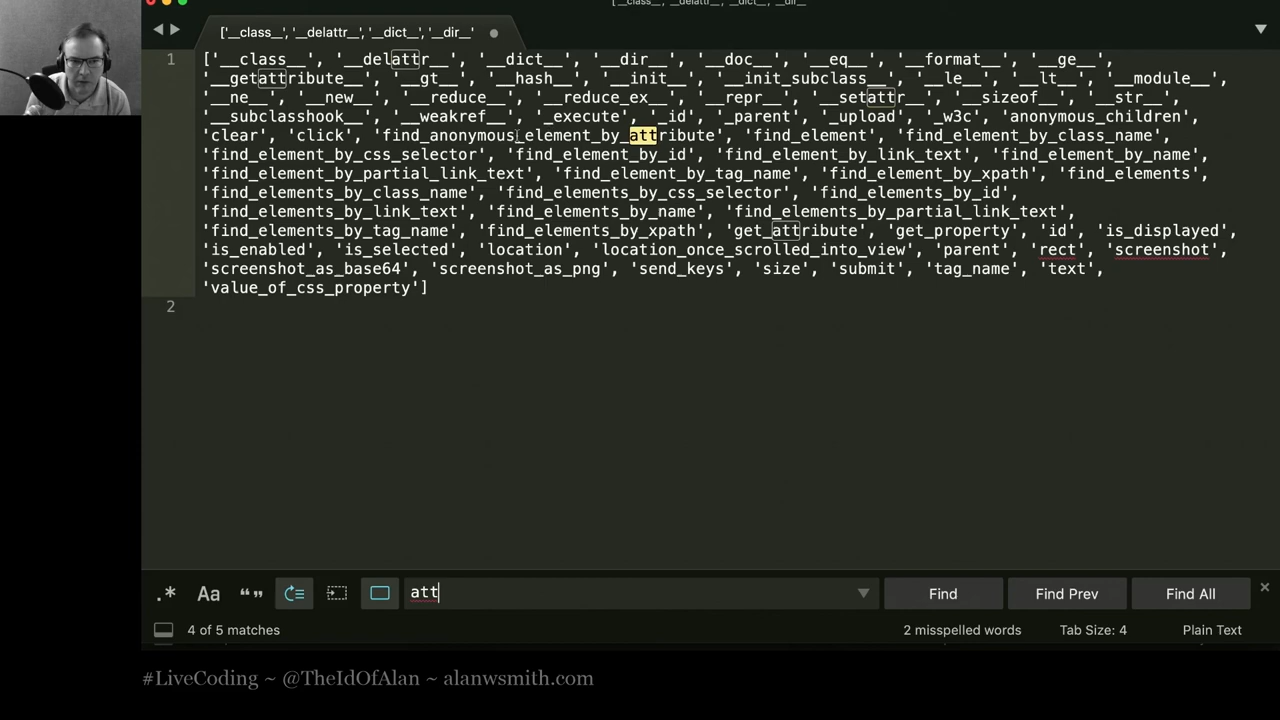 ['__class__', '__delattr__', '__dict__', '__dir__'
['__class__', '__delattr__', '__dict__', '__dir__'
1
['__class__', '__delattr__', '__dict__', '__dir__', '__doc__', '__eq__', '__format__', '__ge__',
'__getattribute__', '__gt__', '__hash__', '__init__', '__init_subclass__', '__le__', '__lt__', '__module__',
'__ne__', '__new__', '__reduce__', '__reduce_ex__', '__repr__', '__setattr__', '__sizeof__', '__str__',
'__subclasshook__', '__weakref__', '_execute', '_id', '_parent', '_upload', '_w3c', 'anonymous_children',
'clear', 'click', 'find_anonymous_element_by_attribute', 'find_element', 'find_element_by_class_name',
'find_element_by_css_selector', 'find_element_by_id', 'find_element_by_link_text', 'find_element_by_name',
'find_element_by_partial_link_text', 'find_element_by_tag_name', 'find_element_by_xpath', 'find_elements',
'find_elements_by_class_name', 'find_elements_by_css_selector', 'find_elements_by_id',
'find_elements_by_link_text', 'find_elements_by_name', 'find_elements_by_partial_link_text',
'find_elements_by_tag_name', 'find_elements_by_xpath', 'get_attribute', 'get_property', 'id', 'is_displayed',
'is_enabled', 'is_selected', 'location', 'location_once_scrolled_into_view', 'parent', 'rect', 'screenshot',
'screenshot_as_base64', 'screenshot_as_png', 'send_keys', 'size', 'submit', 'tag_name', 'text',
'value_of_css_property']
2
.* Aa “” att Find Find Prev Find All
4 of 5 matches 2 misspelled words Tab Size: 4 Plain Text
#LiveCoding ~ @TheIdOfAlan ~ alanwsmith.com